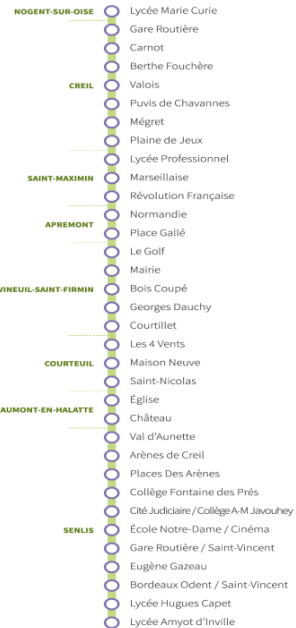 NOGENT-SUR-OISE Lycée Marie Curie
Gare Routière
Carnot
Berthe Fouchère
CREIL Valois
Puvis de Chavannes
Mégret
Plaine de Jeux
Lycée Professionnel
SAINT-MAXIMIN Marseillaise
Révolution Française
Normandie
APREMONT
Place Gallé
Le Golf
Mairie
VINEUIL-SAINT-FIRMIN Bois Coupé
Georges Dauchy
Courtillet
Les 4 Vents
COURTEUIL Maison Neuve
Saint-Nicolas
Église
AUMONT-EN-HALATTE
Château
Val d'Aunette
Arènes de Creil
Places Des Arènes
Collège Fontaine des Prés
Cité Judiciaire / Collège A-M Javouhey
SENLIS École Notre-Dame / Cinéma
Gare Routière / Saint-Vincent
Eugène Gazeau
Bordeaux Odent / Saint-Vincent
Lycée Hugues Capet
Lycée Amyot d'Inville